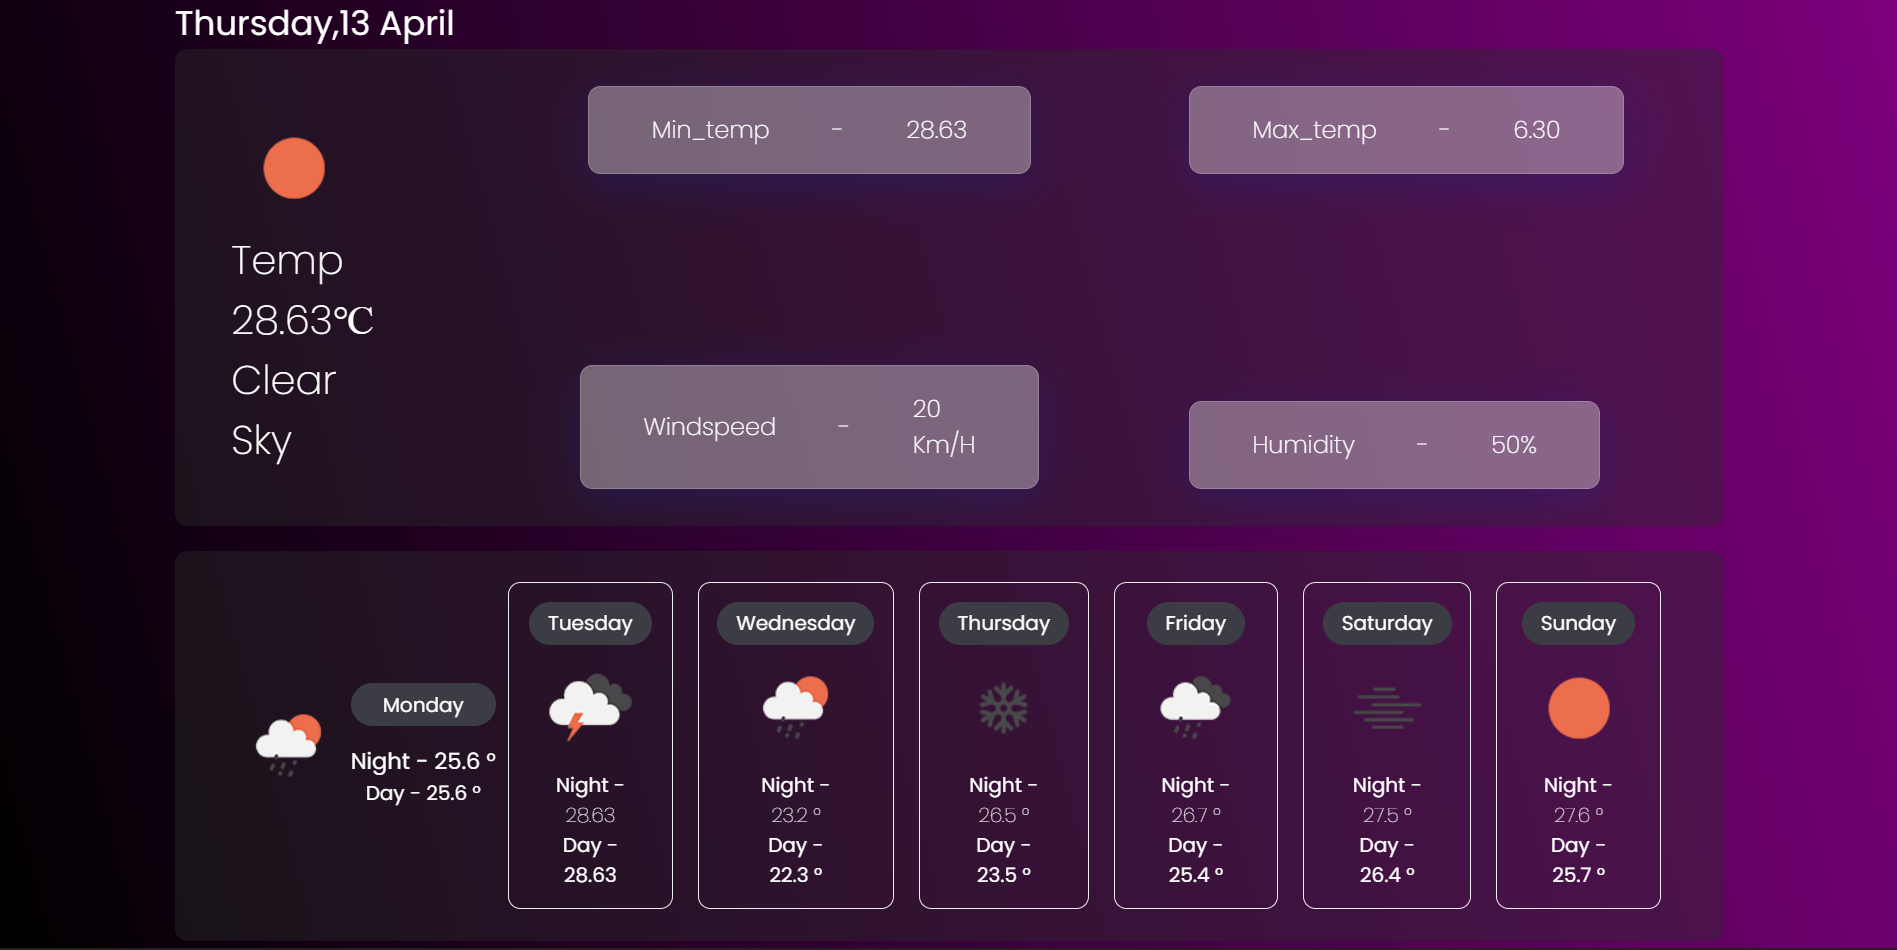 Thursday,13 April
Min_temp - 28.63
Max_temp - 6.30
Temp
28.63℃
Clear
Sky
Windspeed - 20
Km/H
Humidity - 50%
Monday
Night - 25.6 °
Day - 25.6 °
Tuesday
Night -
28.63
Day -
28.63
Wednesday
Night -
23.2 °
Day -
22.3 °
Thursday
Night -
26.5 °
Day -
23.5 °
Friday
Night -
26.7 °
Day -
25.4 °
Saturday
Night -
27.5 °
Day -
26.4 °
Sunday
Night -
27.6 °
Day -
25.7 °